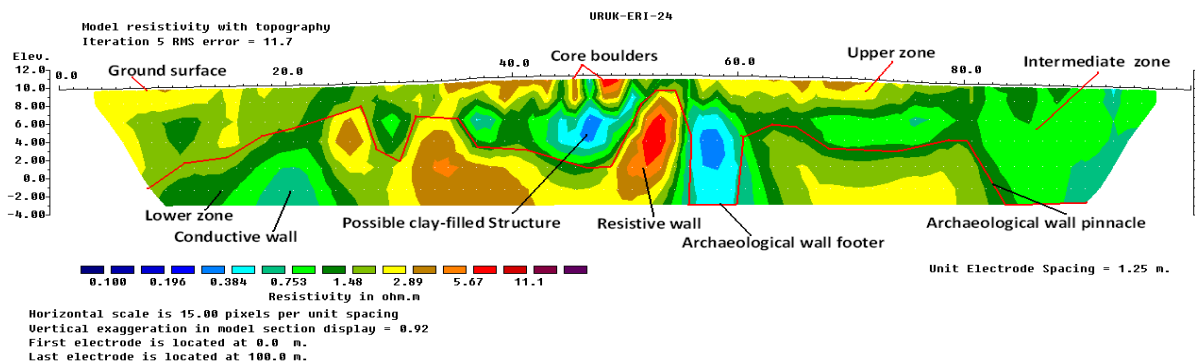 URUK-ERI-24
Model resistivity with topography
Iteration 5 RMS error = 11.7
Elev.
12.0
10.0
8.00
6.00
4.00
2.00
0.0
-2.00
-4.00
0.0
20.0
40.0
60.0
80.0
Ground surface
Core boulders
Upper zone
Intermediate zone
Lower zone
Conductive wall
Possible clay-filled Structure
Resistive wall
Archaeological wall footer
Archaeological wall pinnacle
0.100 0.196 0.384 0.753 1.48 2.89 5.67 11.1
Resistivity in ohm.m
Unit Electrode Spacing = 1.25 m.
Horizontal scale is 15.00 pixels per unit spacing
Vertical exaggeration in model section display = 0.92
First electrode is located at 0.0 m.
Last electrode is located at 100.0 m.